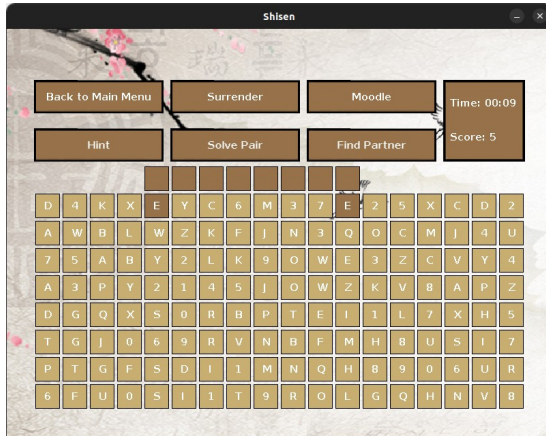 Shisen
Back to Main Menu Surrender Moodle Time: 00:09
Hint Solve Pair Find Partner Score: 5
D 4 K X E Y C 6 M 3 7 E 2 5 X C D 2
A W B L W Z K F J N 3 Q O C M J 4 U
7 5 A B Y 2 L K 9 O W E 3 Z C V Y 4
A 3 P Y 2 1 4 5 J O W Z K V 8 A P Z
D G Q X S 0 R B P T E I 1 L 7 X H 5
T G J 0 6 9 R V N B F M H 8 U S I 7
P T G F S D I 1 M N Q H 8 9 0 6 U R
6 F U 0 S I 1 T 9 R O L G Q H N V 8